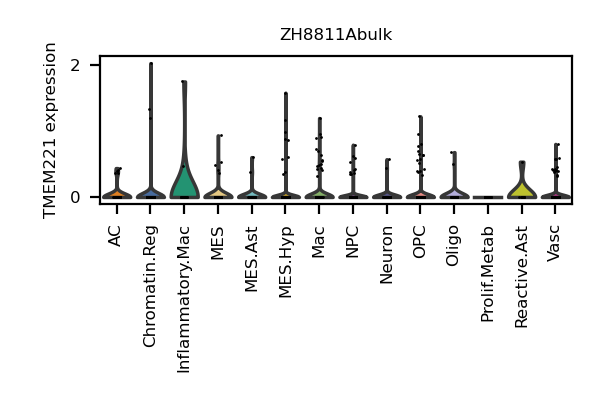 ZH8811Abulk
TMEM221 expression
2
0
AC
Chromatin.Reg
Inflammatory.Mac
MES
MES.Ast
MES.Hyp
Mac
NPC
Neuron
OPC
Oligo
Prolif.Metab
Reactive.Ast
Vasc